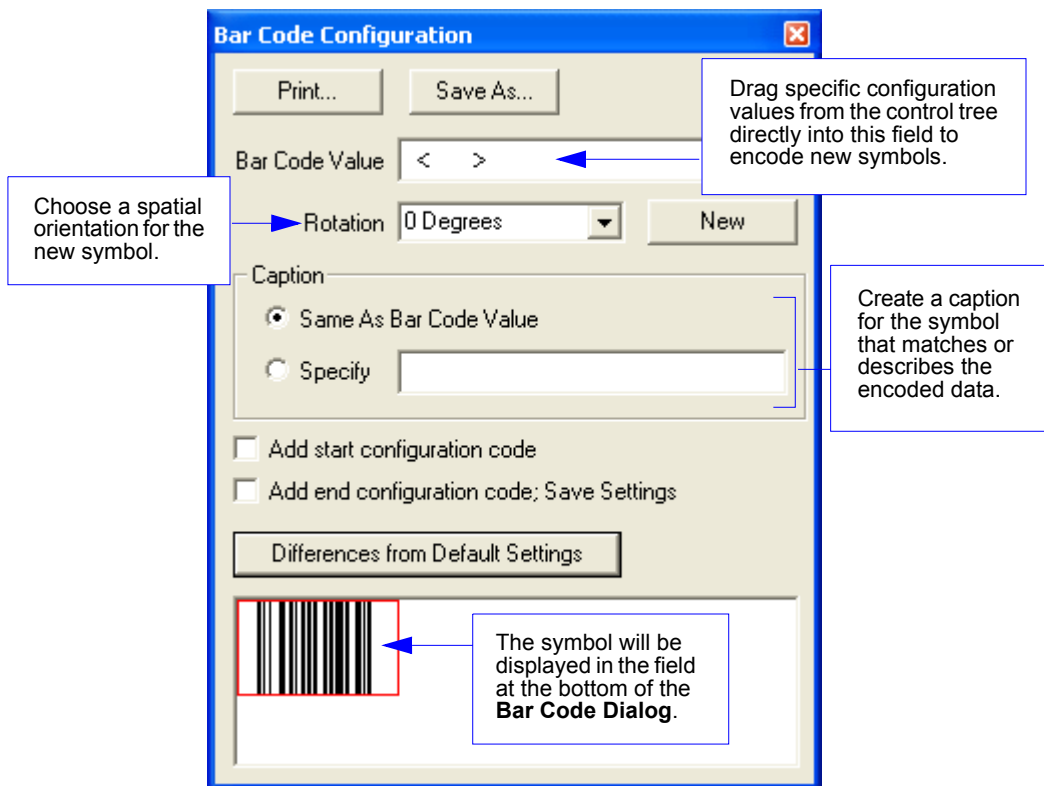 Bar Code Configuration
Print...
Save As...
Drag specific configuration
values from the control tree
directly into this field to
encode new symbols.
Bar Code Value
< >
Choose a spatial
orientation for the
new symbol.
Rotation
0 Degrees
New
Caption
Same As Bar Code Value
Specify
Create a caption
for the symbol
that matches or
describes the
encoded data.
Add start configuration code
Add end configuration code; Save Settings
Differences from Default Settings
The symbol will be
displayed in the field
at the bottom of the
Bar Code Dialog.